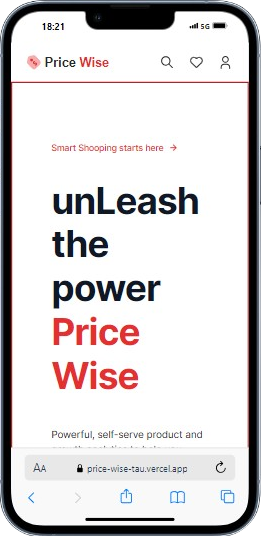 18:21
5G
Price Wise
Smart Shooping starts here →
unLeash
the
power
Price
Wise
Powerful, self-serve product and
AA price-wise-tau.vercel.app